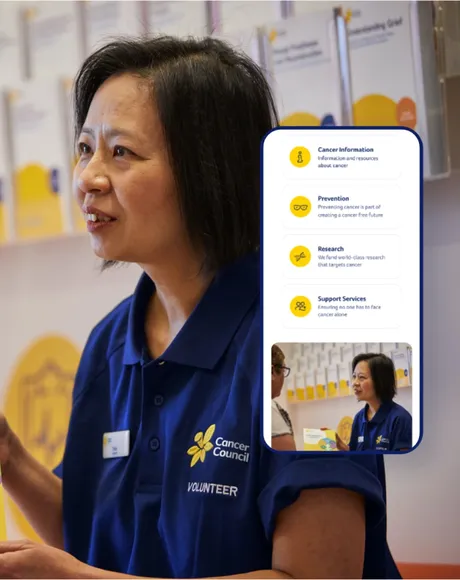 Understanding Grief
Cancer Information
Information and resources
about cancer
Prevention
Preventing cancer is part of
creating a cancer free future
Research
We fund world-class research
that targets cancer
Support Services
Ensuring no one has to face
cancer alone
Cancer
Council
VOLUNTEER